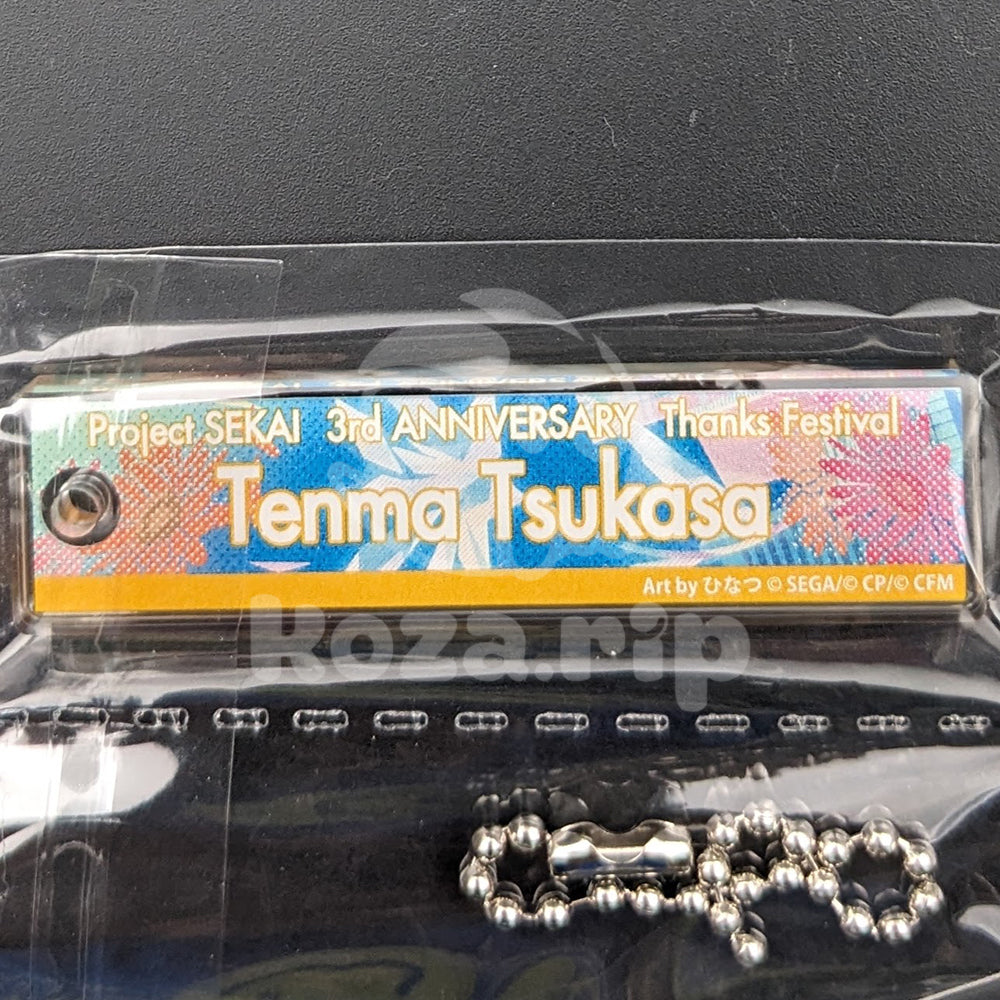 Project SEKAI 3rd ANNIVERSARY Thanks Festival
Tenma Tsukasa
Art by ひなつ © SEGA/© CP/© CFM
koza.rip